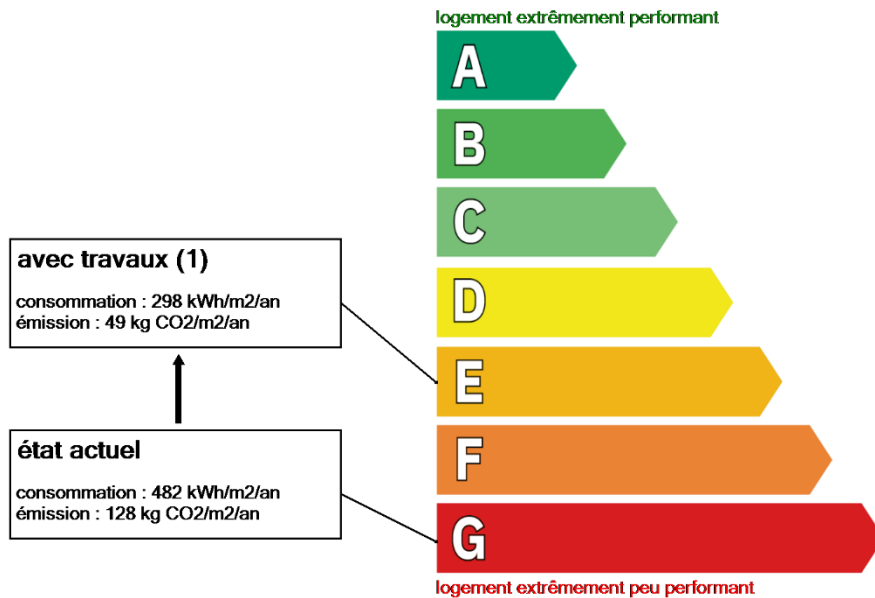 logement extrêmement performant
A
B
C
avec travaux (1)
consommation : 298 kWh/m2/an
émission : 49 kg CO2/m2/an
D
E
état actuel
consommation : 482 kWh/m2/an
émission : 128 kg CO2/m2/an
F
G
logement extrêmement peu performant